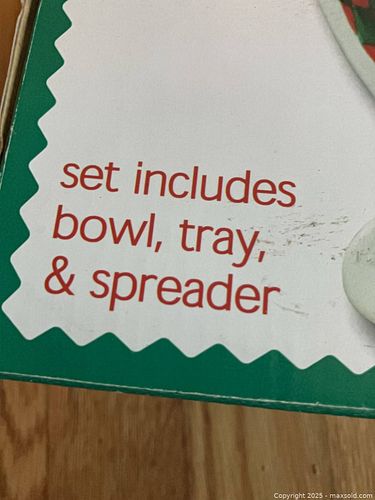 set includes
bowl, tray,
& spreader
Copyright 2025 - maxsold.com